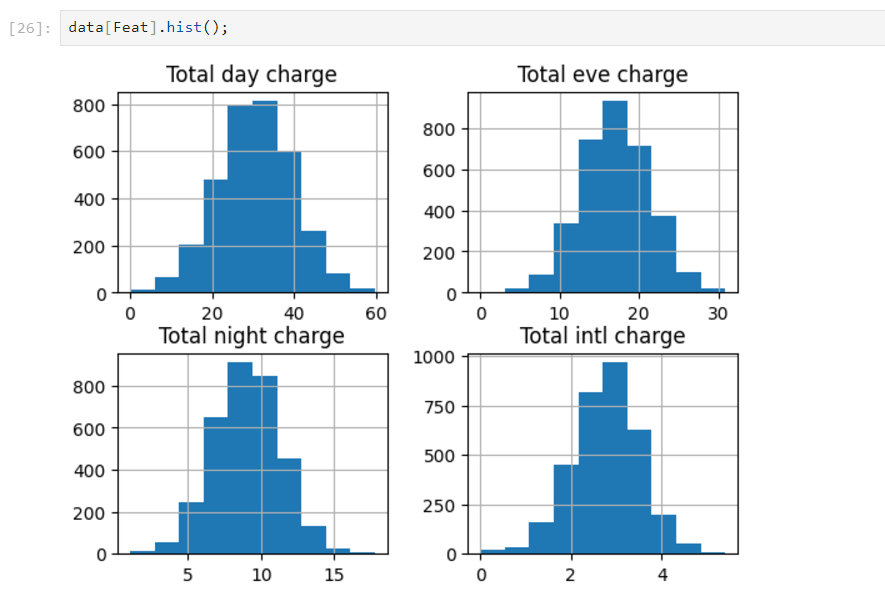 [26]: data[Feat].hist();
Total day charge
800
600
400
200
0
0 20 40 60
Total eve charge
800
600
400
200
0
0 10 20 30
Total night charge
800
600
400
200
0
5 10 15
Total intl charge
1000
750
500
250
0
0 2 4